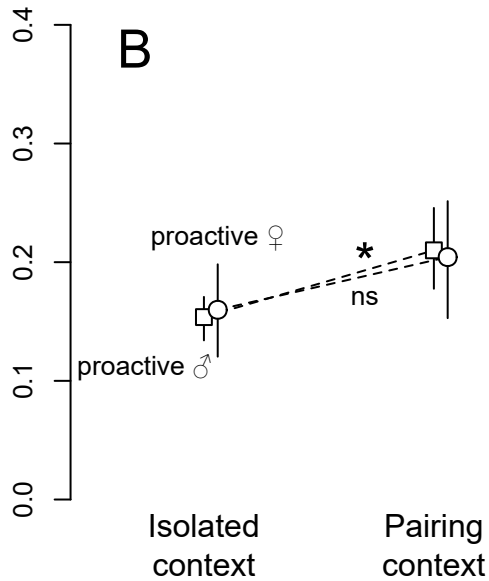 B
0.4
0.3
0.2
0.1
0.0
proactive ♀
*
ns
proactive ♂
Isolated
context
Pairing
context